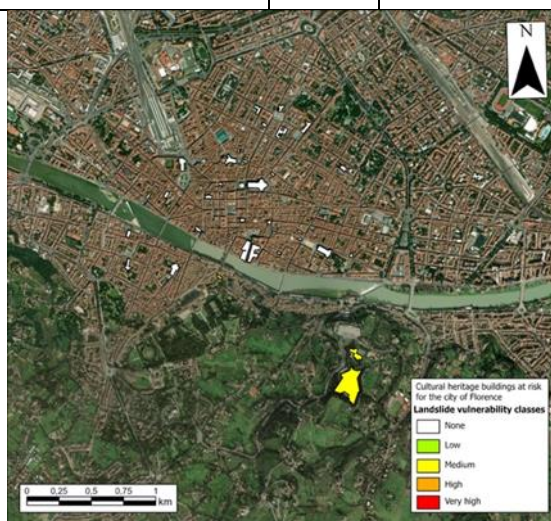 N
Cultural heritage buildings at risk
for the city of Florence
Landslide vulnerability classes
None
Low
Medium
High
Very high
0 0,25 0,5 0,75 1
km